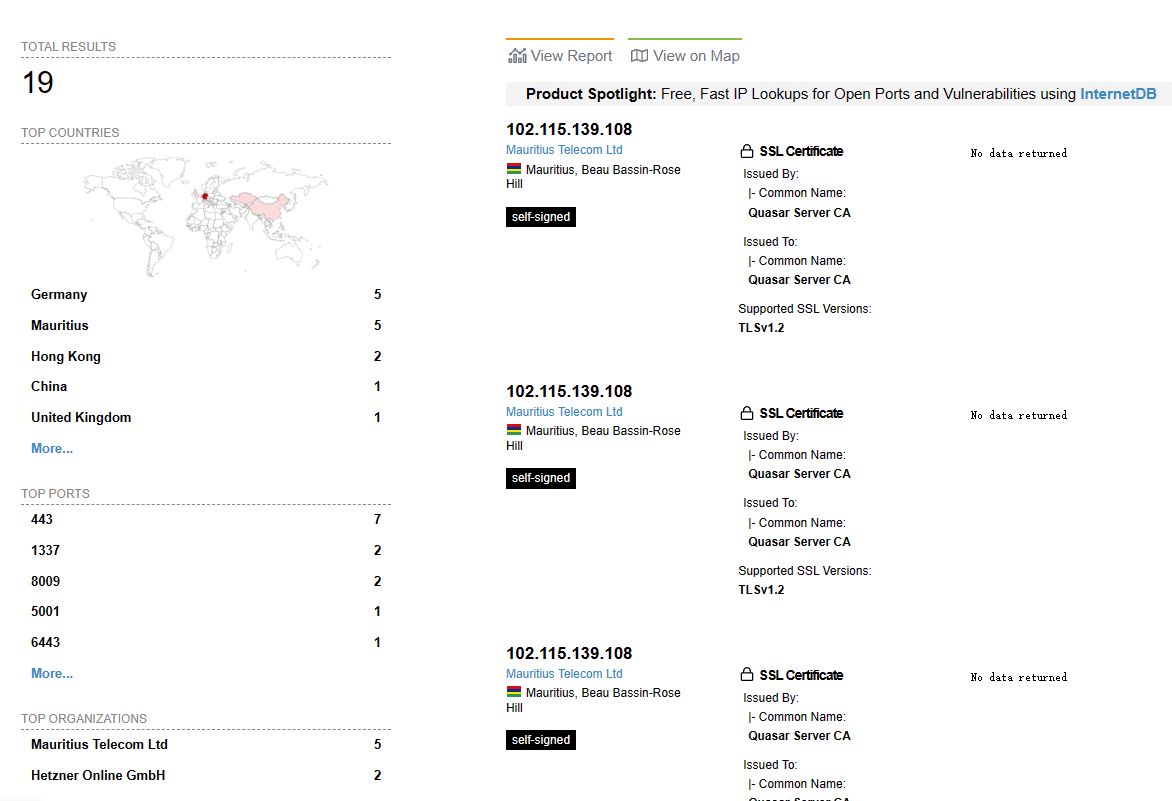 TOTAL RESULTS
19
TOP COUNTRIES
Germany 5
Mauritius 5
Hong Kong 2
China 1
United Kingdom 1
More...
TOP PORTS
443 7
1337 2
8009 2
5001 1
6443 1
More...
TOP ORGANIZATIONS
Mauritius Telecom Ltd 5
Hetzner Online GmbH 2
View Report View on Map
Product Spotlight: Free, Fast IP Lookups for Open Ports and Vulnerabilities using InternetDB
102.115.139.108
Mauritius Telecom Ltd
Mauritius, Beau Bassin-Rose
Hill
self-signed
SSL Certificate
Issued By:
|- Common Name:
Quasar Server CA
Issued To:
|- Common Name:
Quasar Server CA
Supported SSL Versions:
TLSv1.2
No data returned
102.115.139.108
Mauritius Telecom Ltd
Mauritius, Beau Bassin-Rose
Hill
self-signed
SSL Certificate
Issued By:
|- Common Name:
Quasar Server CA
Issued To:
|- Common Name:
Quasar Server CA
Supported SSL Versions:
TLSv1.2
No data returned
102.115.139.108
Mauritius Telecom Ltd
Mauritius, Beau Bassin-Rose
Hill
self-signed
SSL Certificate
Issued By:
|- Common Name:
Quasar Server CA
Issued To:
|- Common Name:
Quasar Server CA
No data returned